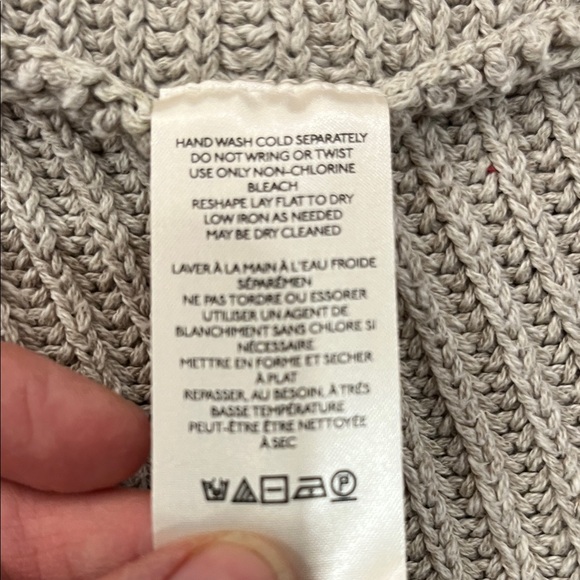 HAND WASH COLD SEPARATELY
DO NOT WRING OR TWIST
USE ONLY NON-CHLORINE
BLEACH
RESHAPE LAY FLAT TO DRY
LOW IRON AS NEEDED
MAY BE DRY CLEANED
LAVER À LA MAIN À L'EAU FROIDE
SÉPARÉMEN
NE PAS TORDRE OU ESSORER
UTILISER UN AGENT DE
BLANCHIMENT SANS CHLORE SI
NÉCESSAIRE
METTRE EN FORME ET SECHER
À PLAT
REPASSER, AU BESOIN, À TRÉS
BASSE TEMPÉRATURE
PEUT-ÊTRE ÊTRE NETTOYÉE
À SEC
P